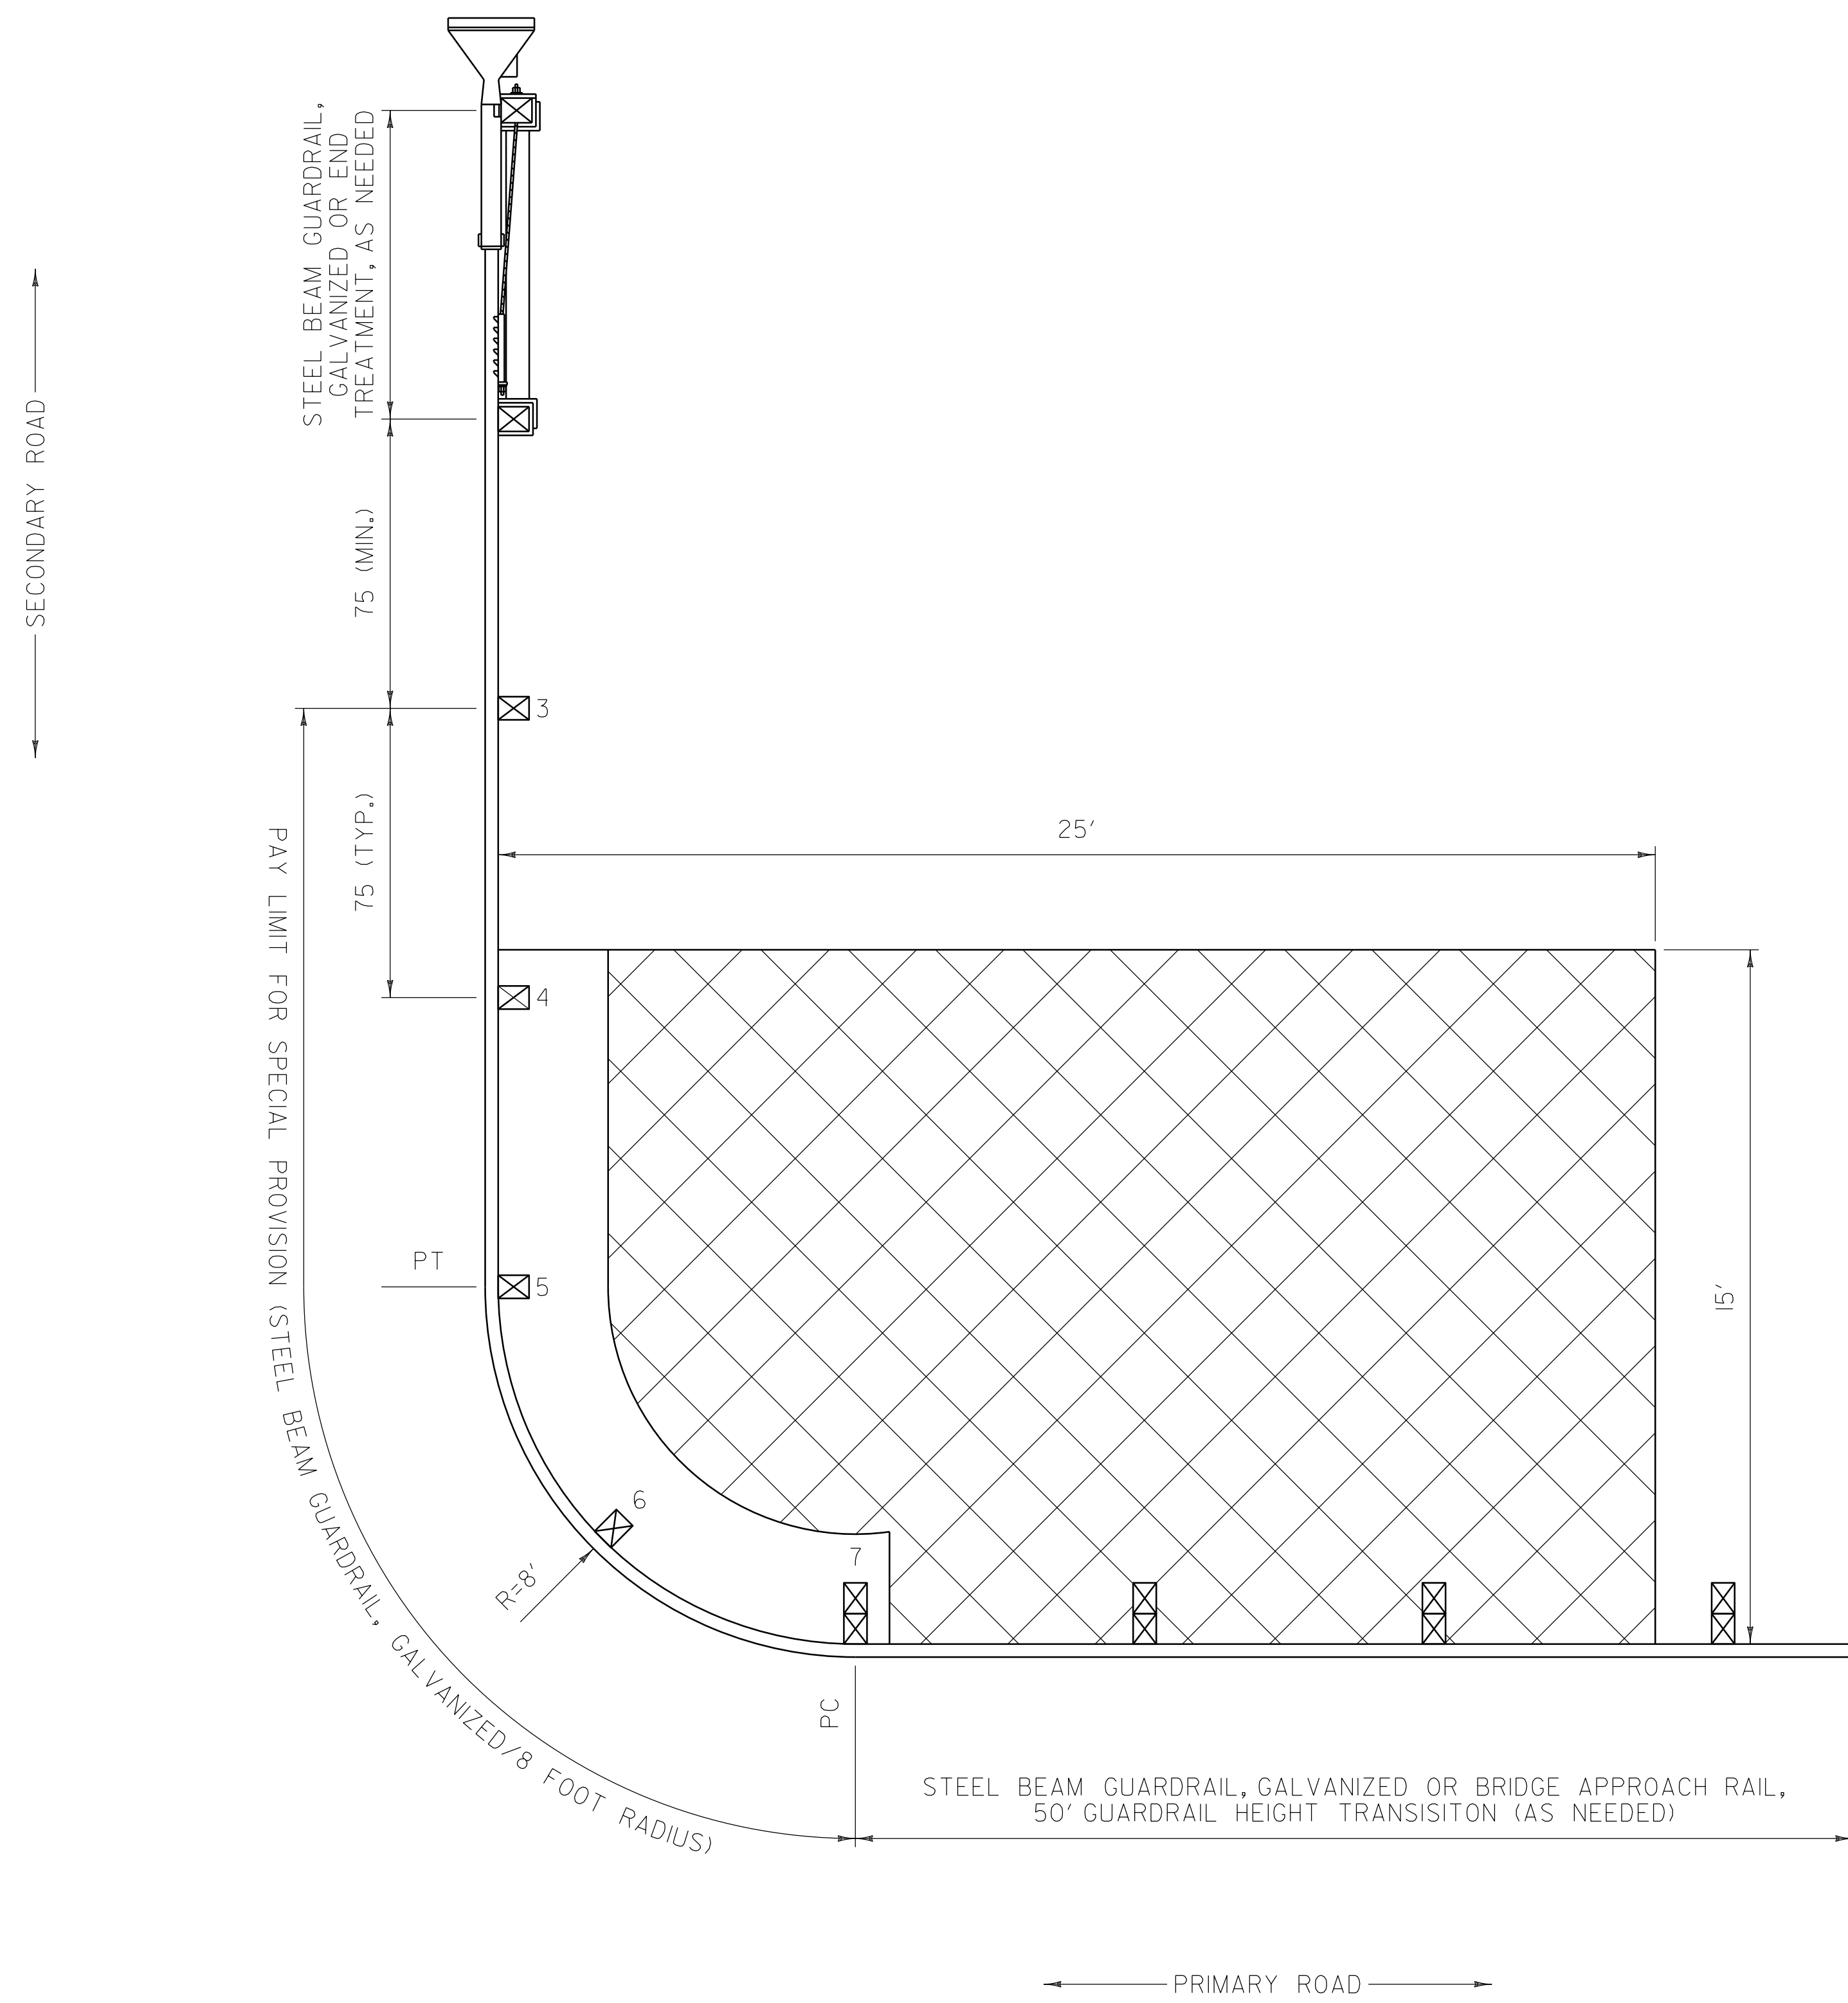 STEEL BEAM GUARDRAIL,
GALVANIZED OR END
TREATMENT, AS NEEDED
SECONDARY ROAD
75 (MIN.)
3
75 (TYP.)
25'
4
PAY LIMIT FOR SPECIAL PROVISION (STEEL BEAM GUARDRAIL, GALVANIZED/8 FOOT RADIUS)
PT
5
15'
6
R=8'
7
PC
STEEL BEAM GUARDRAIL, GALVANIZED OR BRIDGE APPROACH RAIL,
50' GUARDRAIL HEIGHT TRANSISITON (AS NEEDED)
PRIMARY ROAD